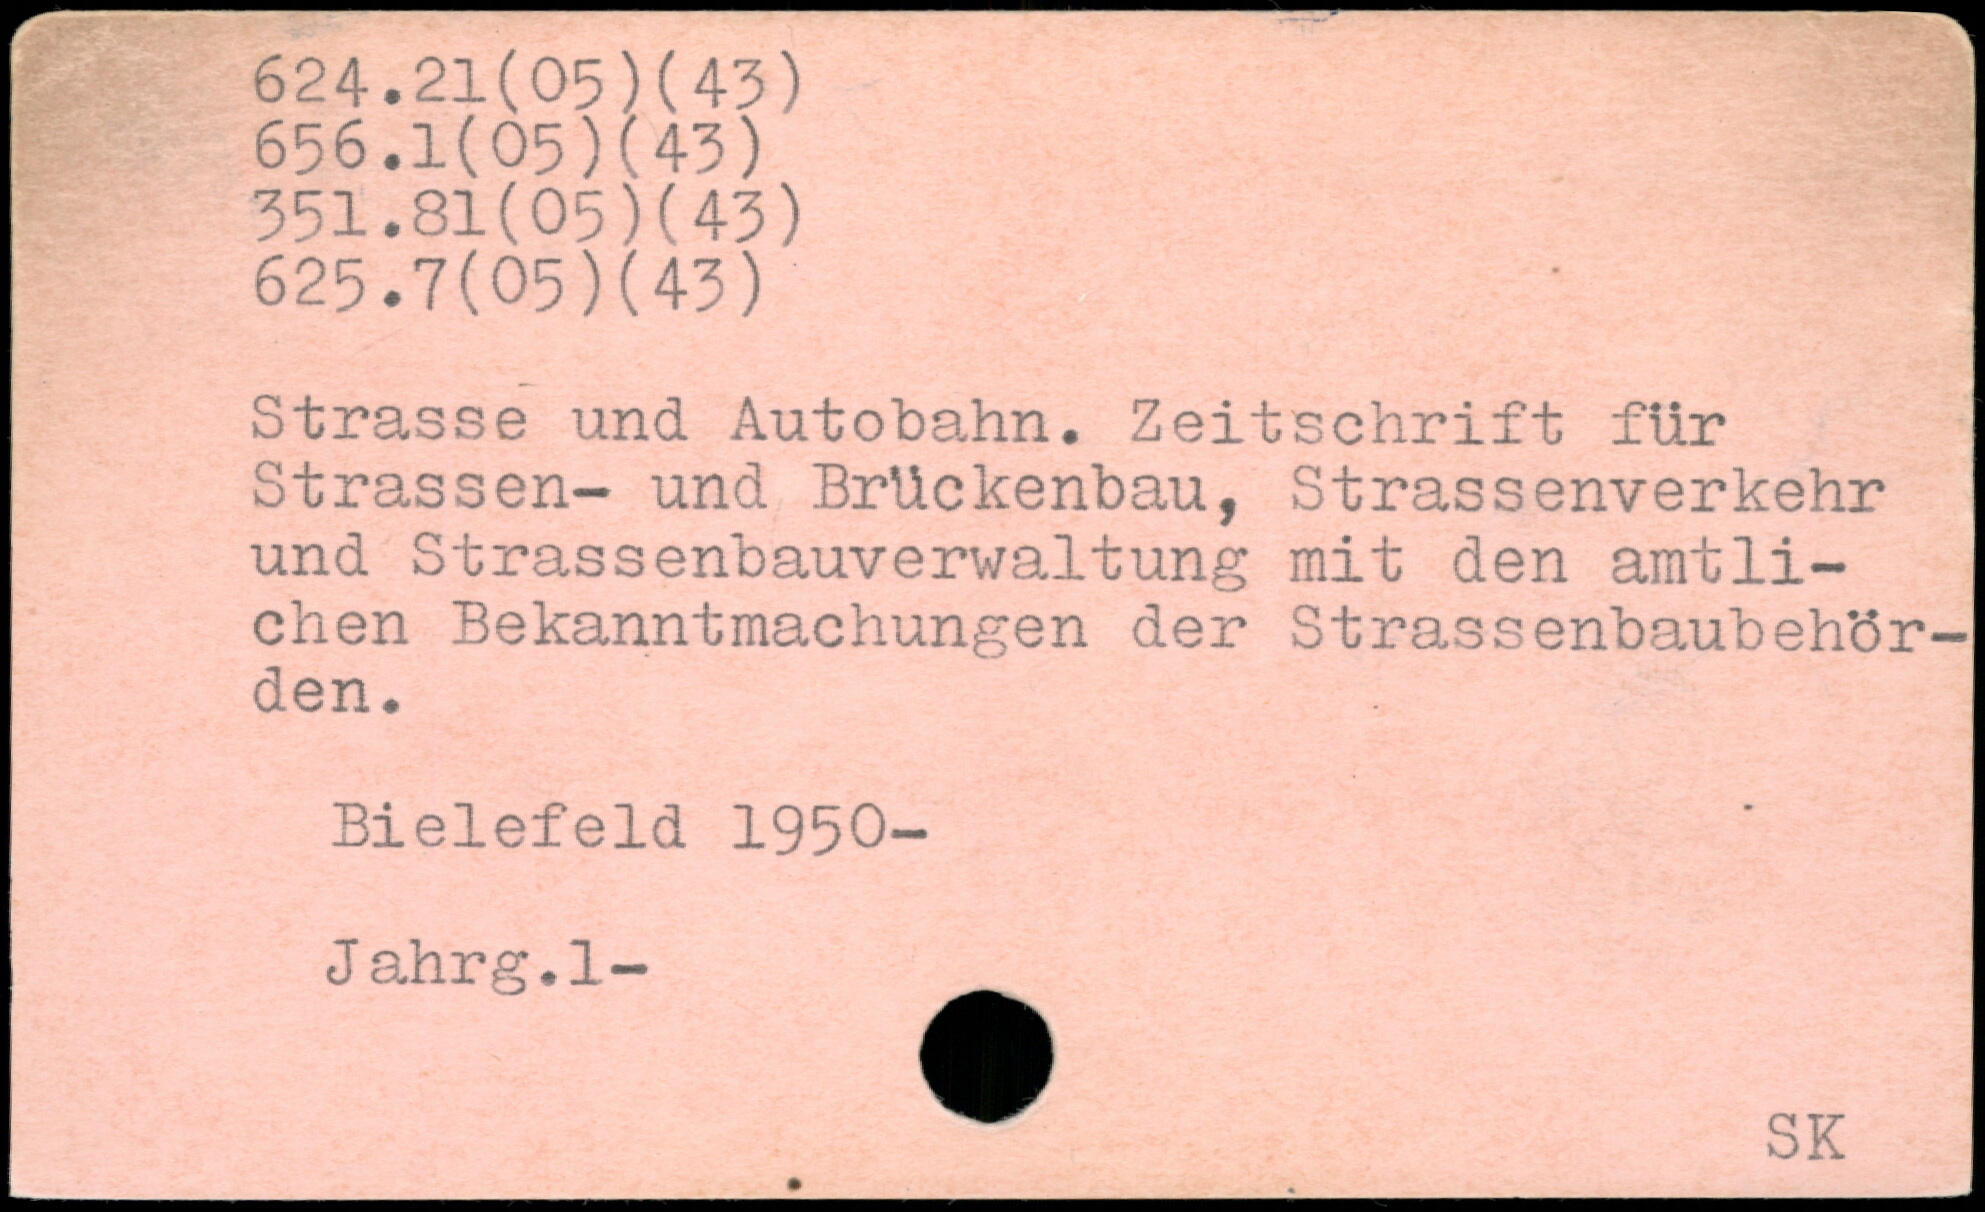 624.21(05)(43)
656.1(05)(43)
351.81(05)(43)
625.7(05)(43)
Strasse und Autobahn. Zeitschrift für
Strassen- und Brückenbau, Strassenverkehr
und Strassenbauverwaltung mit den amtli-
chen Bekanntmachungen der Strassenbaubehör-
den.
Bielefeld 1950-
Jahrg.1-
SK